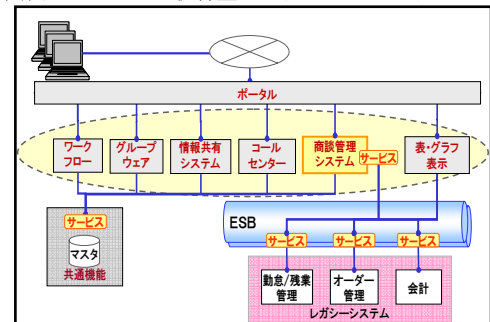 ポータル
ワーク
フロー
グループ
ウェア
情報共有
システム
コール
センター
商談管理
システム
サービス
表・グラフ
表示
サービス
マスタ
共通機能
ESB
サービス
サービス
サービス
勤怠/残業
管理
オーダー
管理
会計
レガシーシステム